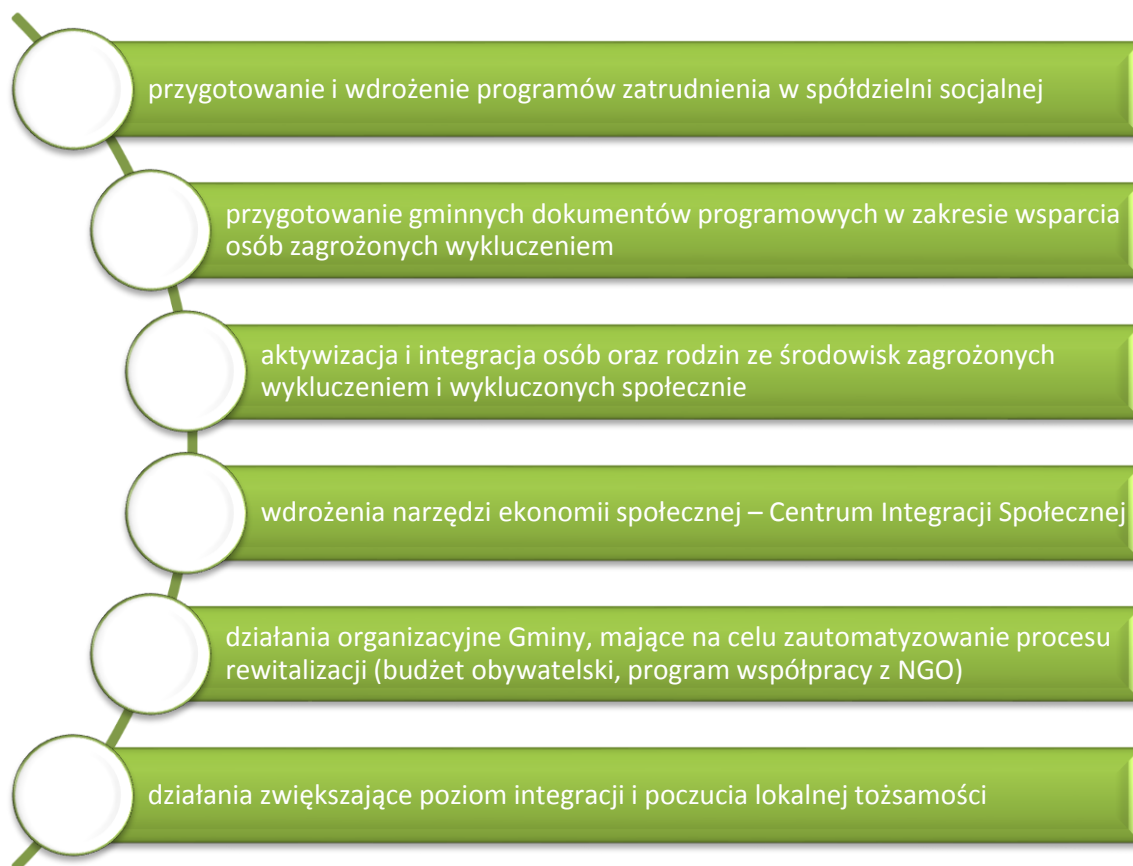 przygotowanie i wdrożenie programów zatrudnienia w spółdzielni socjalnej
przygotowanie gminnych dokumentów programowych w zakresie wsparcia
osób zagrożonych wykluczeniem
aktywizacja i integracja osób oraz rodzin ze środowisk zagrożonych
wykluczeniem i wykluczonych społecznie
wdrożenia narzędzi ekonomii społecznej – Centrum Integracji Społecznej
działania organizacyjne Gminy, mające na celu zautomatyzowanie procesu
rewitalizacji (budżet obywatelski, program współpracy z NGO)
działania zwiększające poziom integracji i poczucia lokalnej tożsamości